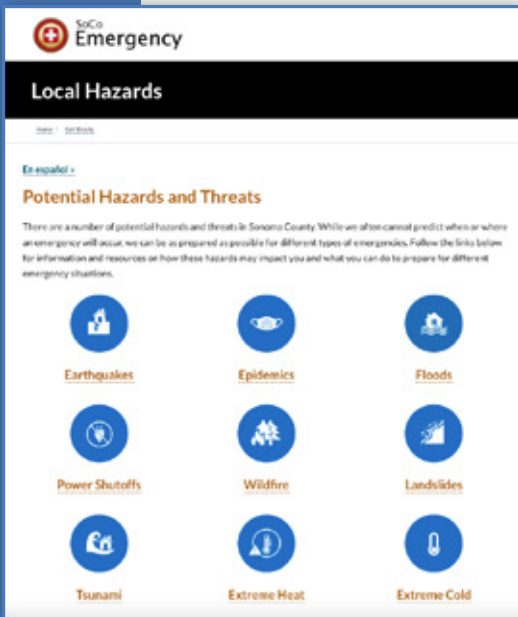 SoCo
Emergency
Local Hazards
Home / Get Ready
En español »
Potential Hazards and Threats
There are a number of potential hazards and threats in Sonoma County. While we often cannot predict when or where
an emergency will occur, we can be as prepared as possible for different types of emergencies. Follow the links below
for information and resources on how these hazards may impact you and what you can do to prepare for different
emergency situations.
Earthquakes Epidemics Floods
Power Shutoffs Wildfire Landslides
Tsunami Extreme Heat Extreme Cold